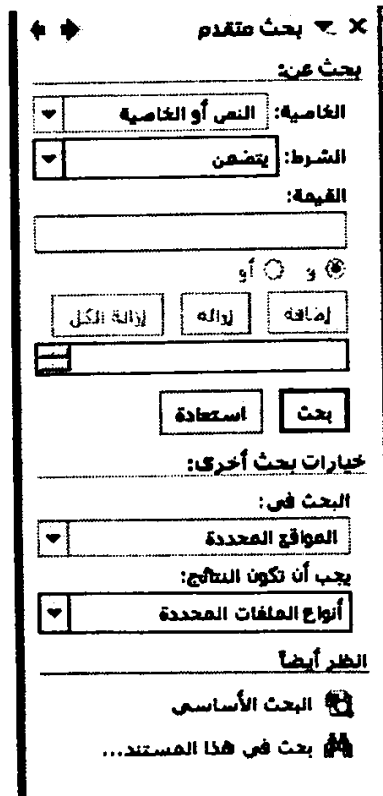 بحث متقدم
بحث عن:
الخاصية: النص أو الخاصية
الشرط: يتضمن
القيمة:
و أو
إضافة إزالة إزالة الكل
بحث استعادة
خيارات بحث أخرى:
البحث في:
المواقع المحددة
يجب أن تكون النتائج:
أنواع الملفات المحددة
انظر أيضاً
البحث الأساسي
بحث في هذا المستند...